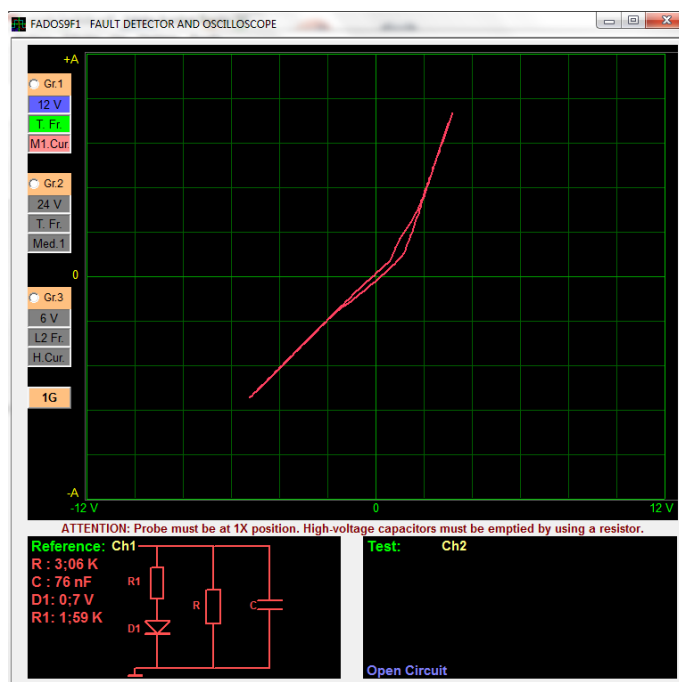 FADOS9F1 FAULT DETECTOR AND OSCILLOSCOPE
+A
Gr.1
12 V
T. Fr.
M1.Cur.
Gr.2
24 V
T. Fr.
Med.1
0
Gr.3
6 V
L2 Fr.
H.Cur.
1G
-A
-12 V 0 12 V
ATTENTION: Probe must be at 1X position. High-voltage capacitors must be emptied by using a resistor.
Reference: Ch1
R : 3;06 K
C : 76 nF
D1: 0;7 V
R1: 1;59 K
R1
R
C
D1
Test: Ch2
Open Circuit